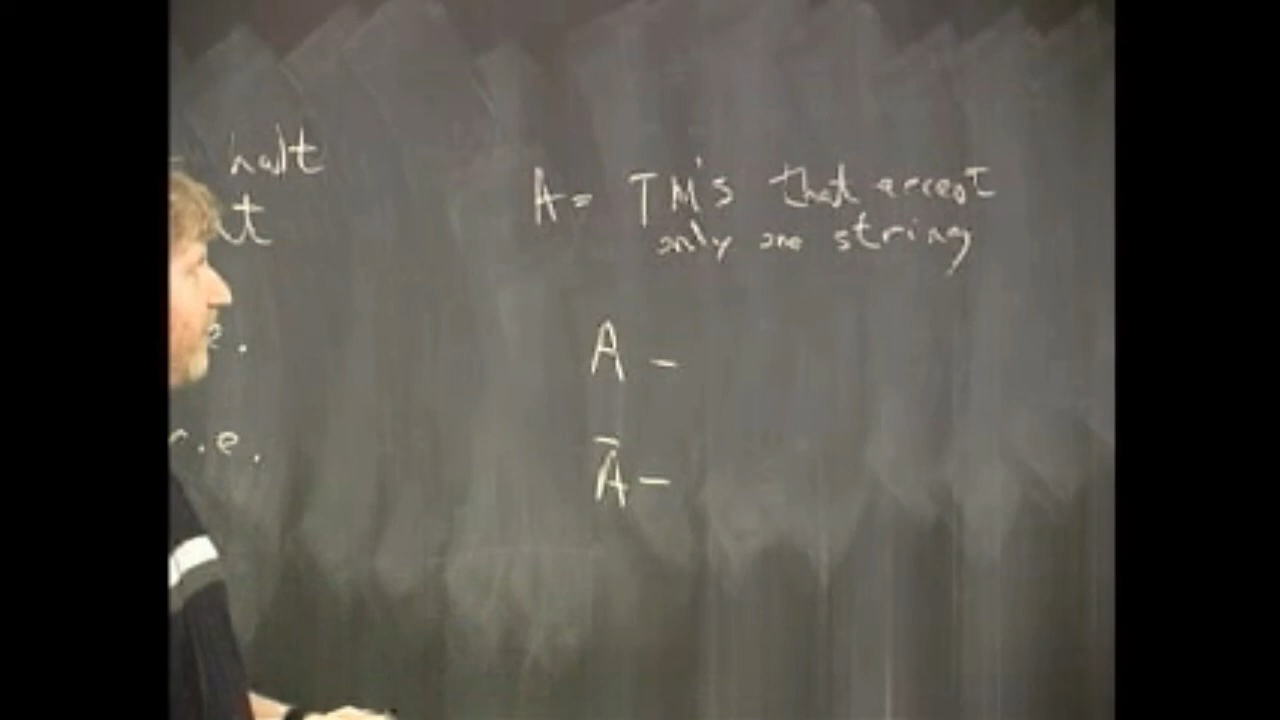 halt
e.
r.e.
A = TM's that accept
only one string
A -
Ā -